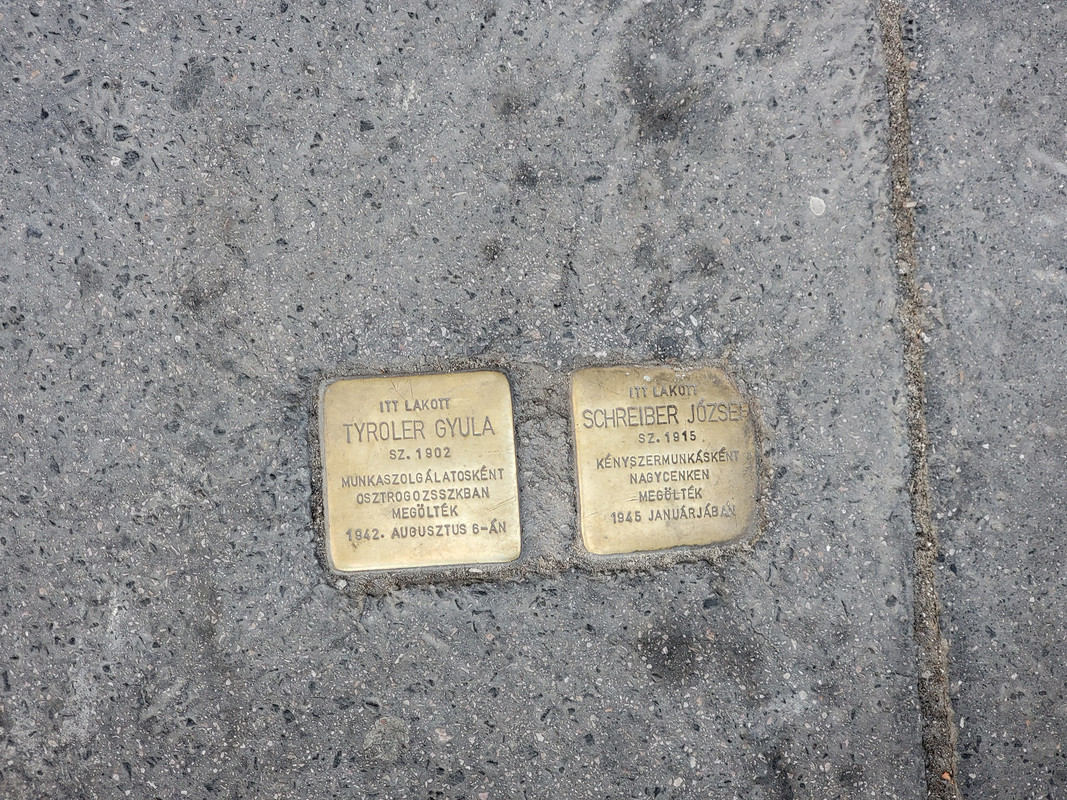 ITT LAKOTT
TYROLER GYULA
SZ. 1902
MUNKASZOLGÁLATOSKÉNT
OSZTROGOZSSZKBAN
MEGÖLTÉK
1942. AUGUSZTUS 6-ÁN
ITT LAKOTT
SCHREIBER JÓZSEF
SZ. 1915
KÉNYSZERMUNKÁSKÉNT
NAGYCENKEN
MEGÖLTÉK
1945 JANUÁRJÁBAN